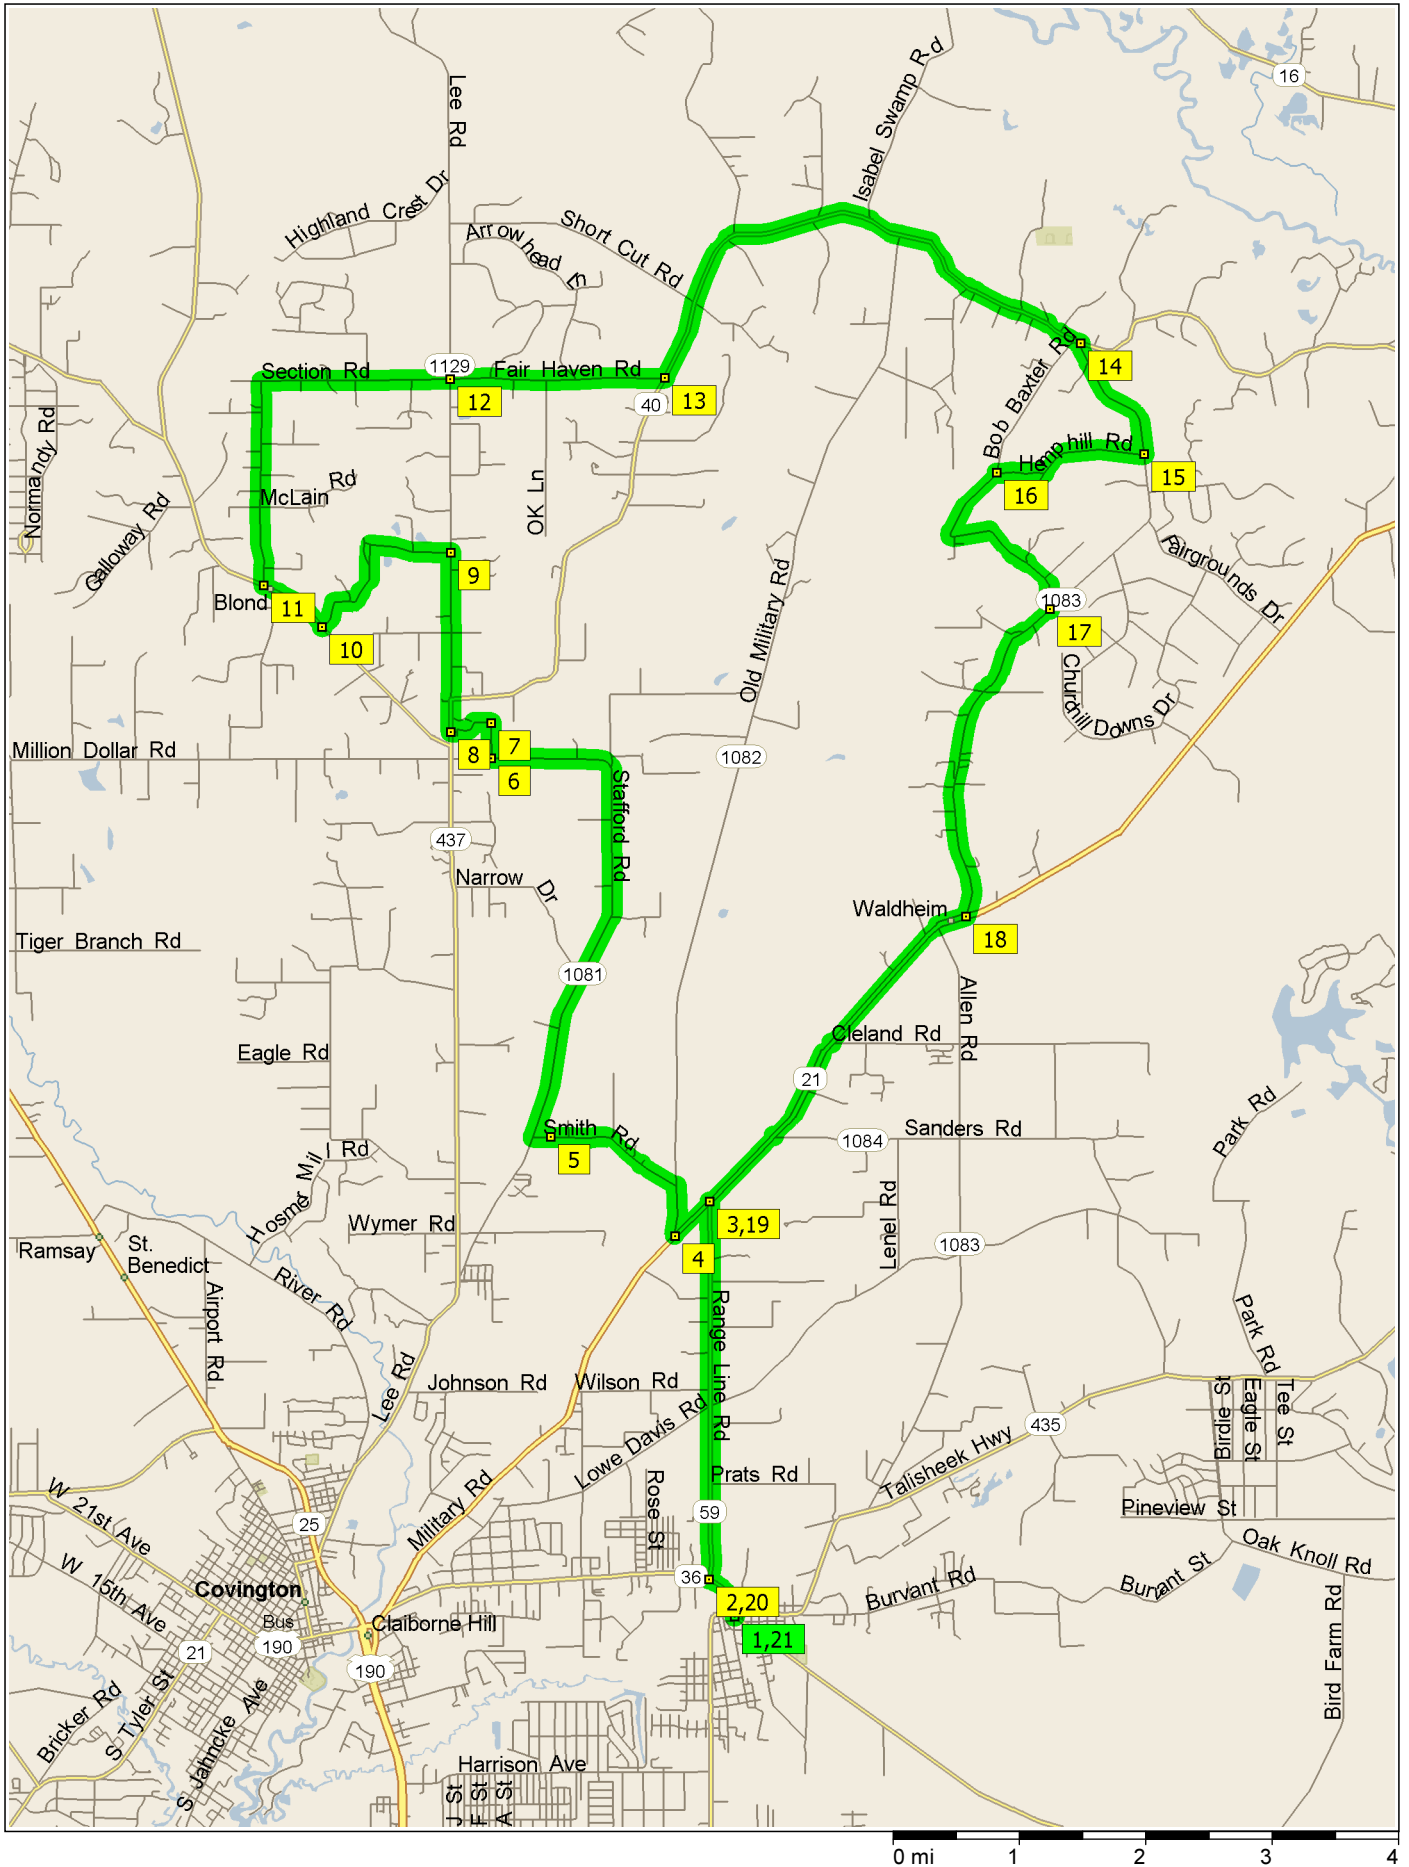 16
Lee Rd
Isabel Swamp Rd
Highland Crest Dr
Arrowhead Ln
Short Cut Rd
Section Rd
1129
Fair Haven Rd
12
40
13
14
Bob Baxter Rd
Hemphill Rd
15
16
Normandy Rd
Galloway Rd
McLain Rd
OK Ln
Old Military Rd
Fairgrounds Dr
9
Blond
11
10
1083
17
Churchill Downs Dr
Million Dollar Rd
8
7
6
1082
Stafford Rd
437
Narrow Dr
Waldheim
18
Tiger Branch Rd
1081
Allen Rd
Cleland Rd
Eagle Rd
21
Park Rd
Smith Rd
5
1084
Sanders Rd
Hosmer Mill Rd
Wymer Rd
Lenel Rd
3,19
4
1083
Ramsay
St.
Benedict
River Rd
Airport Rd
Range Line Rd
Park Rd
Lee Rd
Johnson Rd
Wilson Rd
Lowe Davis Rd
Birdie St
Eagle St
Tee St
435
Talisheek Hwy
Prats Rd
Rose St
Military Rd
59
Pineview St
W 21st Ave
25
Oak Knoll Rd
W 15th Ave
36
Covington
2,20
Burvant Rd
Burvant St
Bus
190
Claiborne Hill
1,21
21
190
Bird Farm Rd
Bricker Rd
S Tyler St
S Jahncke Ave
Harrison Ave
J St
F St
A St
0 mi
1
2
3
4